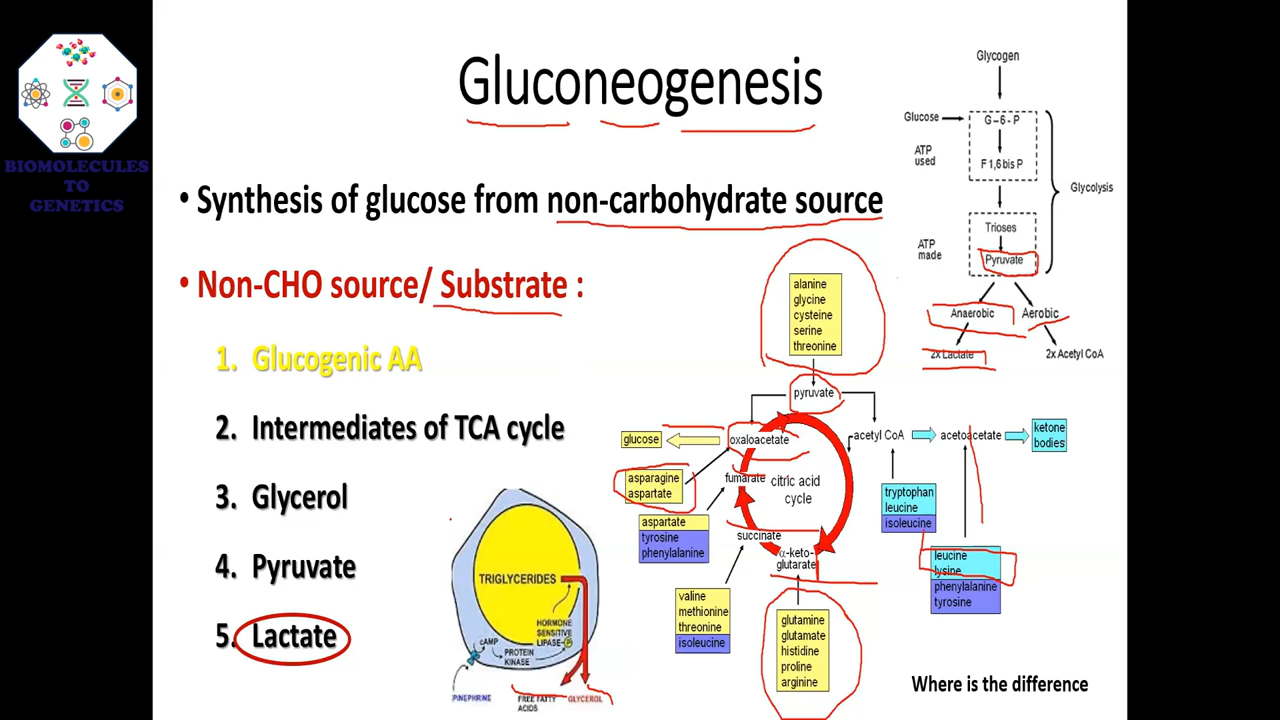 BIOMOLECULES
TO
GENETICS
Gluconeogenesis
• Synthesis of glucose from non-carbohydrate source
• Non-CHO source/ Substrate :
1. Glucogenic AA
2. Intermediates of TCA cycle
3. Glycerol
4. Pyruvate
5. Lactate
TRIGLYCERIDES
HORMONE
SENSITIVE
LIPASE
P
cAMP
PROTEIN
KINASE
PINEPHRINE
FREE FATTY
ACIDS
GLYCEROL
alanine
glycine
cysteine
serine
threonine
pyruvate
glucose
oxaloacetate
acetyl CoA
acetoacetate
ketone
bodies
asparagine
aspartate
fumarate
citric acid
cycle
aspartate
tyrosine
phenylalanine
succinate
α-keto-
glutarate
tryptophan
leucine
isoleucine
leucine
lysine
phenylalanine
tyrosine
valine
methionine
threonine
isoleucine
glutamine
glutamate
histidine
proline
arginine
Glycogen
Glucose
G-6-P
ATP
used
F 1,6 bis P
Glycolysis
Trioses
ATP
made
Pyruvate
Anaerobic
Aerobic
2x Lactate
2x Acetyl CoA
Where is the difference